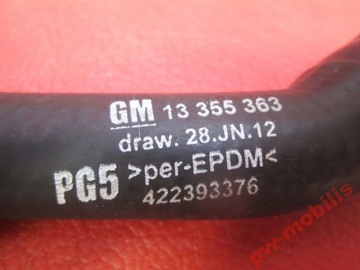 GM 13 355 363
draw. 28.JN.12
PG5 >per-EPDM<
422393376
pw-mobilis